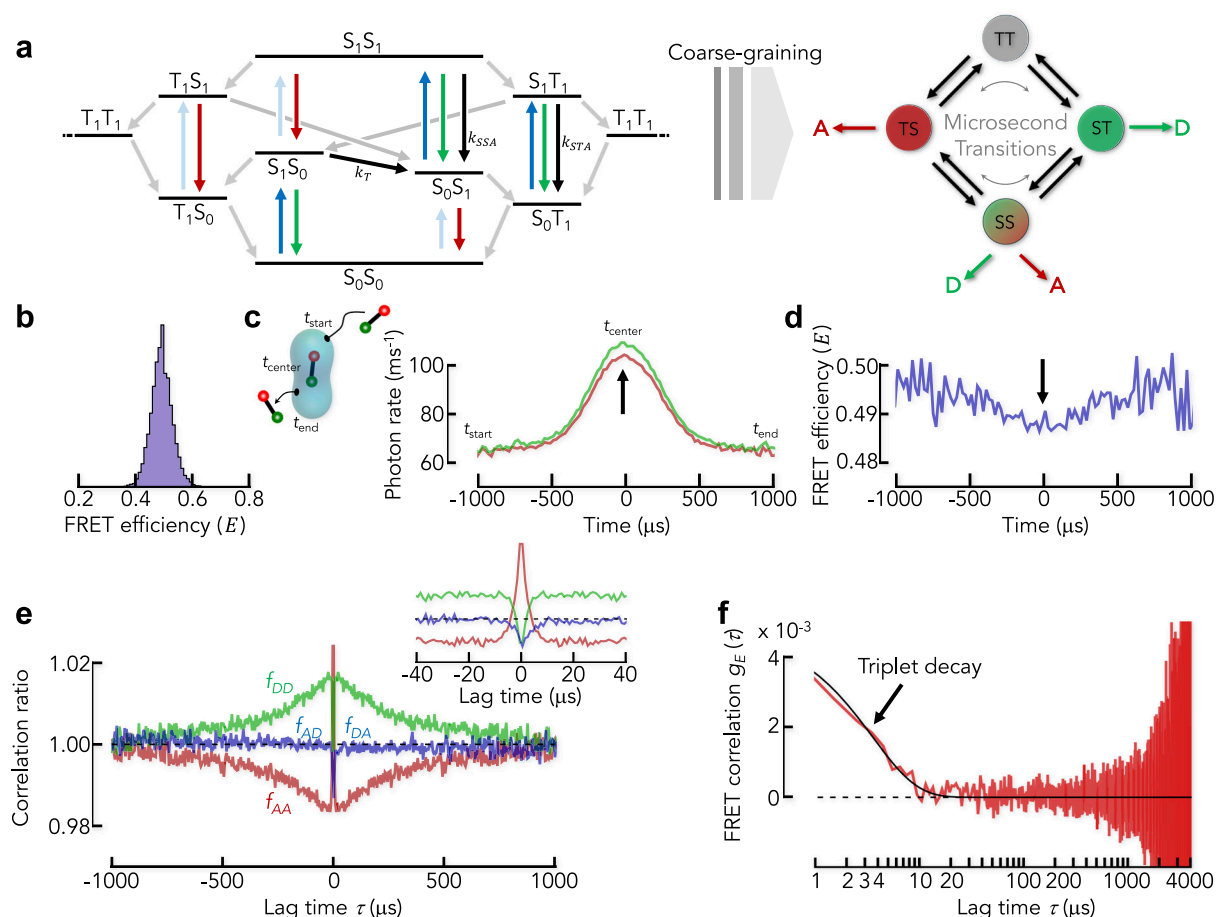 a
S1S1
T1S1
S1T1
T1T1
T1T1
kSSA
kSTA
S1S0
kT
S0S1
T1S0
S0T1
S0S0
Coarse-graining
TT
A
TS
Microsecond
Transitions
ST
D
SS
D
A
b
0.2 0.4 0.6 0.8
FRET efficiency (E)
c
tstart
tcenter
tend
Photon rate (ms-1)
100
80
60
tstart
tcenter
tend
-1000 -500 0 500 1000
Time (µs)
d
FRET efficiency (E)
0.50
0.49
0.48
-1000 -500 0 500 1000
Time (µs)
e
Correlation ratio
1.02
1.00
0.98
fDD
fAD
fDA
fAA
-1000 -500 0 500 1000
Lag time τ (µs)
-40 -20 0 20 40
Lag time (µs)
f
FRET correlation gE (τ)
x 10-3
4
2
0
Triplet decay
1 2 3 4 10 20 100 200 1000 4000
Lag time τ (µs)